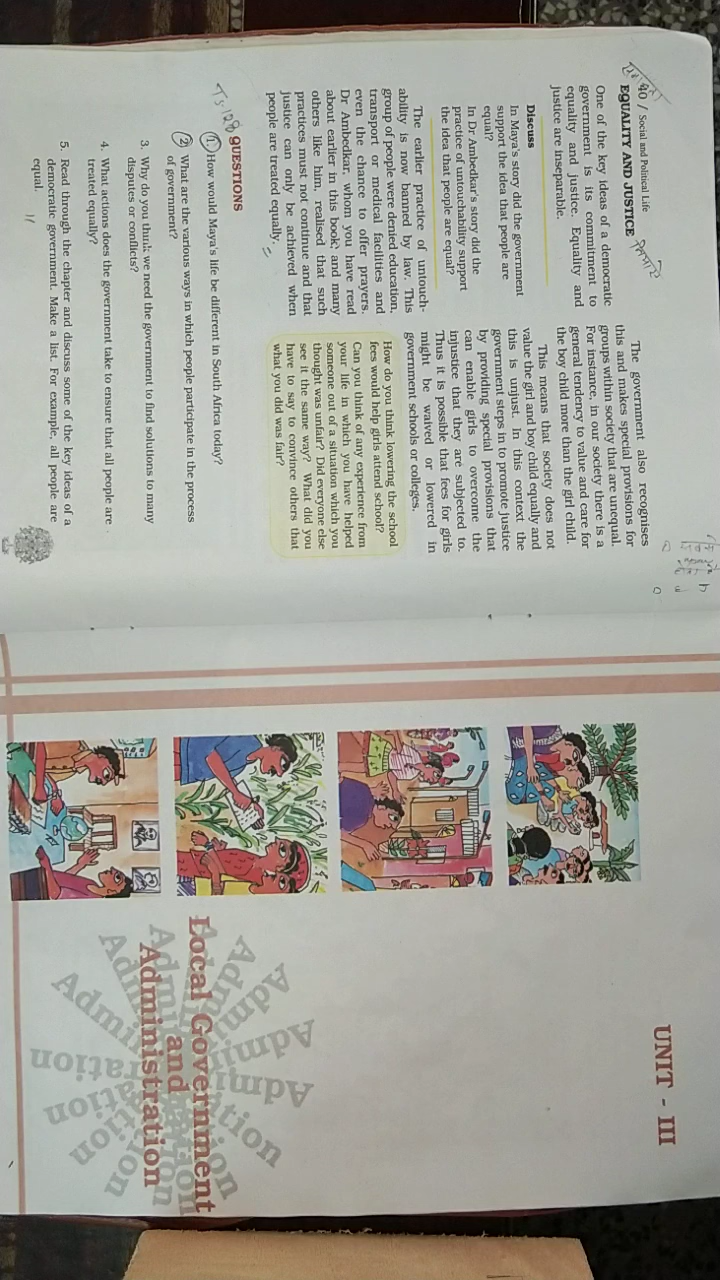 40 / Social and Political Life
EQUALITY AND JUSTICE
One of the key ideas of a democratic
government is its commitment to
equality and justice. Equality and
justice are inseparable.
Discuss
In Maya's story did the government
support the idea that people are
equal?
In Dr Ambedkar's story did the
practice of untouchability support
the idea that people are equal?
The earlier practice of untouch-
ability is now banned by law. This
group of people were denied education,
transport or medical facilities and
even the chance to offer prayers.
Dr Ambedkar, whom you have read
about earlier in this book, and many
others like him, realised that such
practices must not continue and that
justice can only be achieved when
people are treated equally.
The government also recognises
this and makes special provisions for
groups within society that are unequal.
For instance, in our society there is a
general tendency to value and care for
the boy child more than the girl child.
This means that society does not
value the girl and boy child equally and
this is unjust. In this context the
government steps in to promote justice
by providing special provisions that
can enable girls to overcome the
injustice that they are subjected to.
Thus it is possible that fees for girls
might be waived or lowered in
government schools or colleges.
How do you think lowering the school
fees would help girls attend school?
Can you think of any experience from
your life in which you have helped
someone out of a situation which you
thought was unfair? Did everyone else
see it the same way? What did you
have to say to convince others that
what you did was fair?
QUESTIONS
1. How would Maya's life be different in South Africa today?
2. What are the various ways in which people participate in the process
of government?
3. Why do you think we need the government to find solutions to many
disputes or conflicts?
4. What actions does the government take to ensure that all people are
treated equally?
5. Read through the chapter and discuss some of the key ideas of a
democratic government. Make a list. For example, all people are
equal.
UNIT - III
Local Government
and
Administration